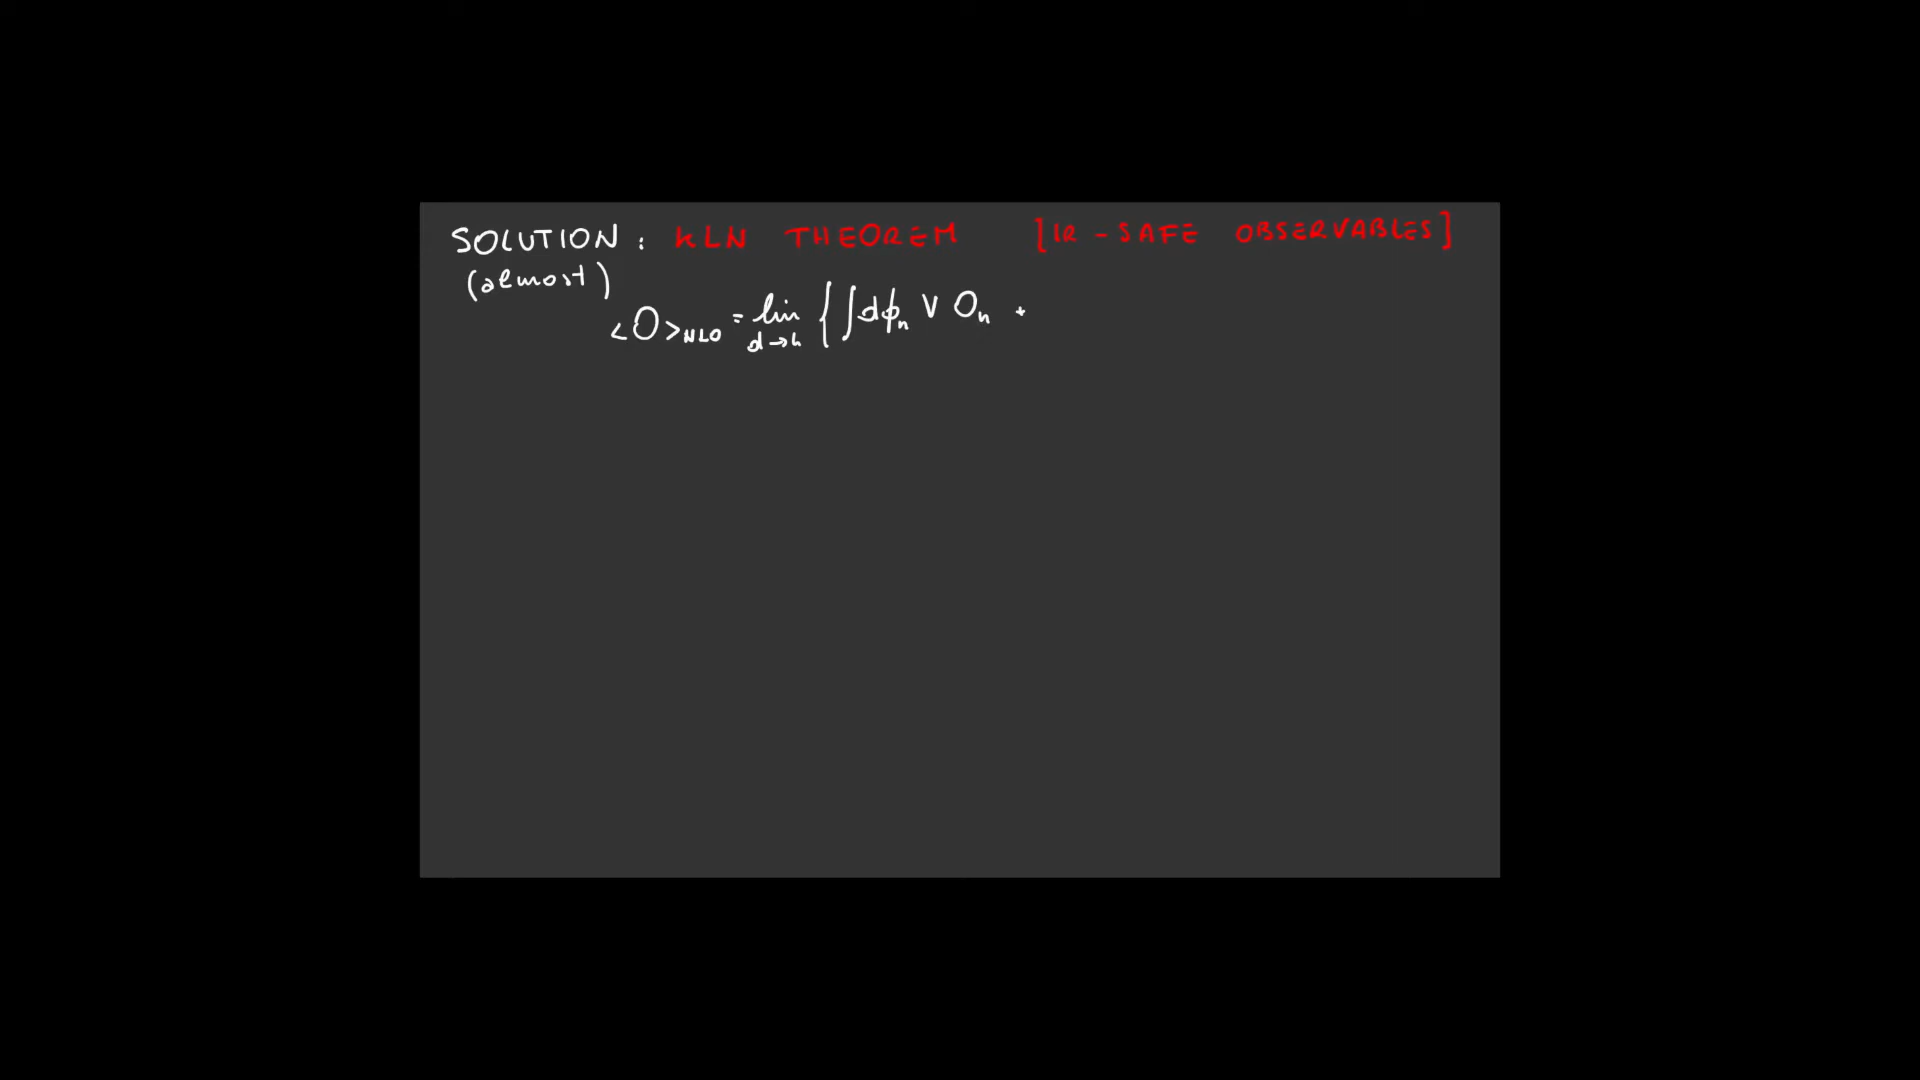 SOLUTION : KLN THEOREM [IR - SAFE OBSERVABLES]
(almost)
<O>NLO = lim d→4 { ∫ dϕn V On +